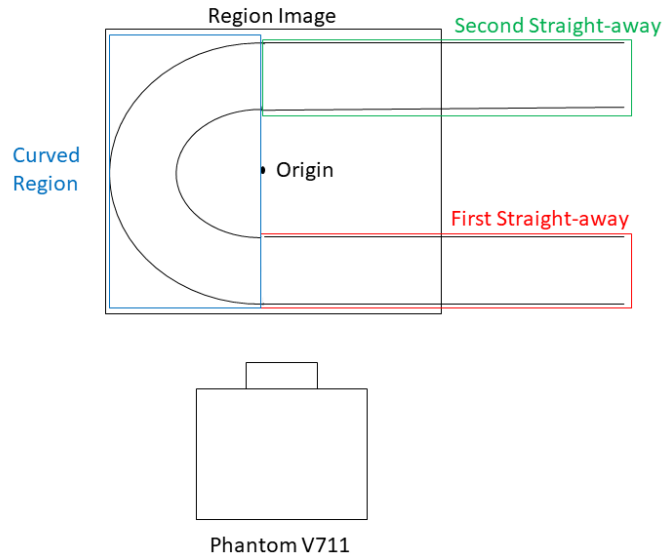 Region Image
Second Straight-away
Curved
Region
Origin
First Straight-away
Phantom V711